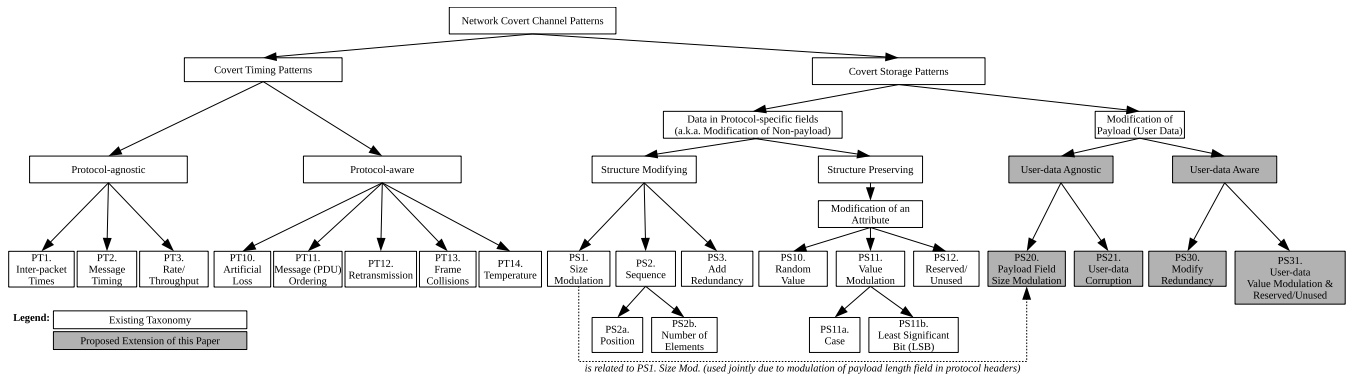 Network Covert Channel Patterns
Covert Timing Patterns
Covert Storage Patterns
Data in Protocol-specific fields
(a.k.a. Modification of Non-payload)
Modification of
Payload (User Data)
Protocol-agnostic
Protocol-aware
Structure Modifying
Structure Preserving
User-data Agnostic
User-data Aware
Modification of an
Attribute
PT1.
Inter-packet
Times
PT2.
Message
Timing
PT3.
Rate/
Throughput
PT10.
Artificial
Loss
PT11.
Message (PDU)
Ordering
PT12.
Retransmission
PT13.
Frame
Collisions
PT14.
Temperature
PS1.
Size
Modulation
PS2.
Sequence
PS3.
Add
Redundancy
PS10.
Random
Value
PS11.
Value
Modulation
PS12.
Reserved/
Unused
PS20.
Payload Field
Size Modulation
PS21.
User-data
Corruption
PS30.
Modify
Redundancy
PS31.
User-data
Value Modulation &
Reserved/Unused
PS2a.
Position
PS2b.
Number of
Elements
PS11a.
Case
PS11b.
Least Significant
Bit (LSB)
Legend:
Existing Taxonomy
Proposed Extension of this Paper
is related to PS1. Size Mod. (used jointly due to modulation of payload length field in protocol headers)